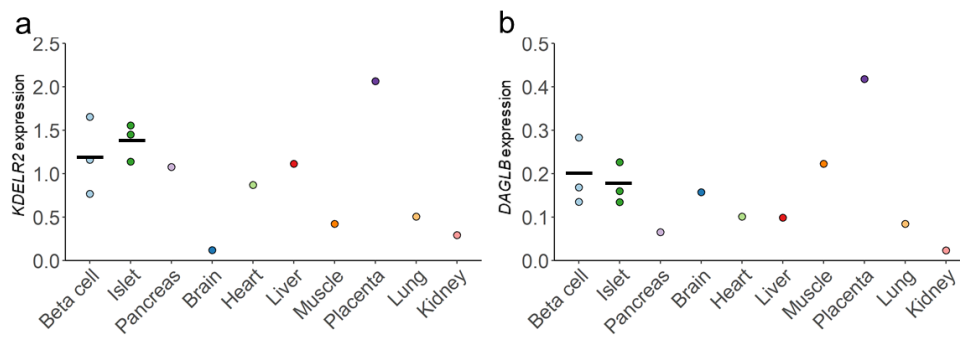 a
KDELR2 expression
2.5
2.0
1.5
1.0
0.5
0.0
Beta cell
Islet
Pancreas
Brain
Heart
Liver
Muscle
Placenta
Lung
Kidney
b
DAGLB expression
0.5
0.4
0.3
0.2
0.1
0.0
Beta cell
Islet
Pancreas
Brain
Heart
Liver
Muscle
Placenta
Lung
Kidney